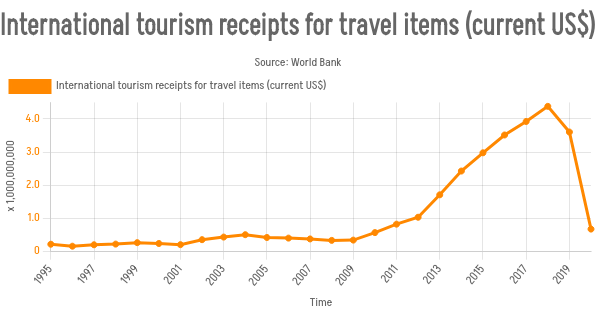 International tourism receipts for travel items (current US$)
Source: World Bank
International tourism receipts for travel items (current US$)
x 1,000,000,000
4.0
3.0
2.0
1.0
0
1995 1997 1999 2001 2003 2005 2007 2009 2011 2013 2015 2017 2019
Time